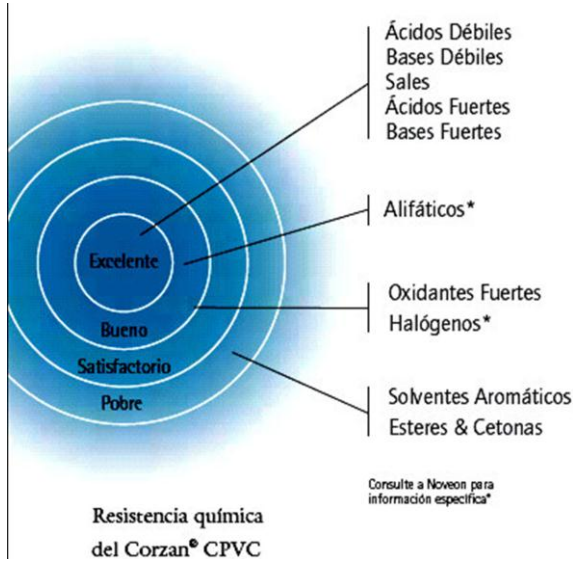 Ácidos Débiles
Bases Débiles
Sales
Ácidos Fuertes
Bases Fuertes
Alifáticos*
Excelente
Oxidantes Fuertes
Halógenos*
Bueno
Satisfactorio
Pobre
Solventes Aromáticos
Esteres & Cetonas
Consulte a Noveon para
información específica*
Resistencia química
del Corzan® CPVC